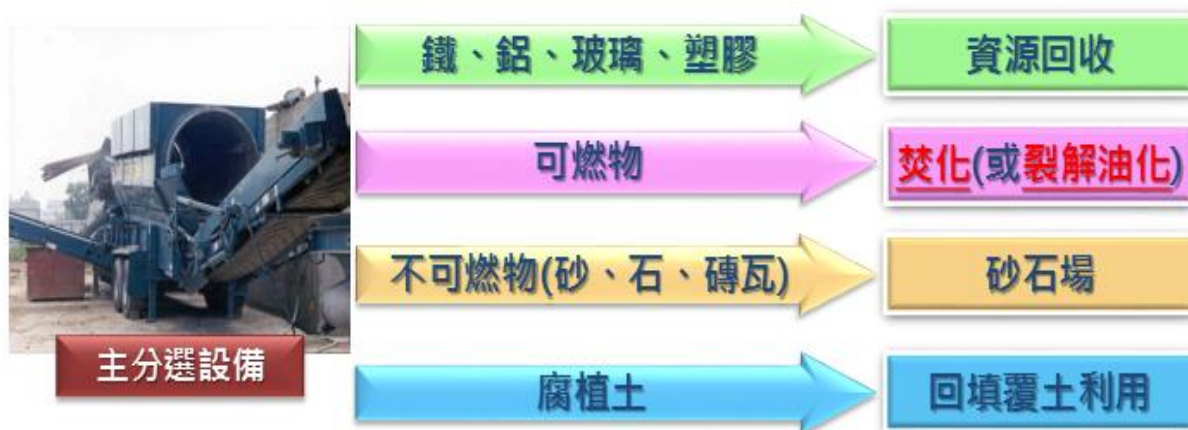 鐵、鋁、玻璃、塑膠
資源回收
可燃物
焚化(或裂解油化)
不可燃物(砂、石、磚瓦)
砂石場
主分選設備
腐植土
回填覆土利用